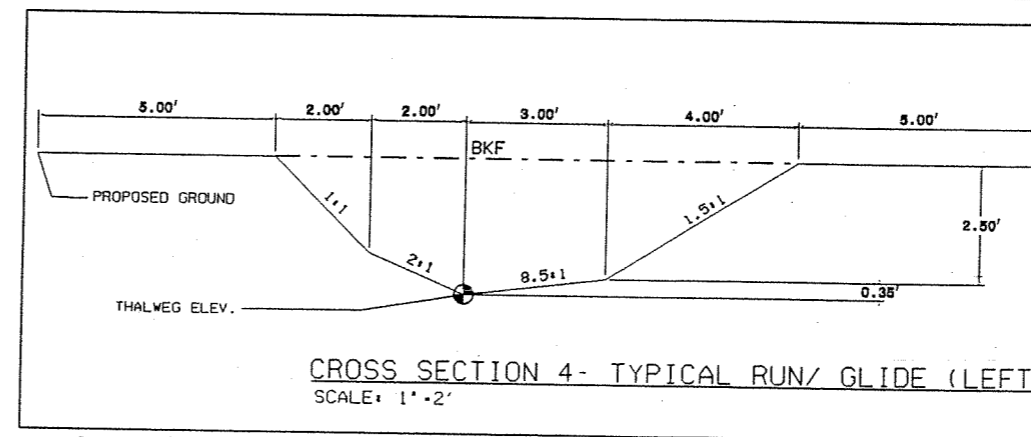 5.00' 2.00' 2.00' 3.00' 4.00' 5.00'
BKF
PROPOSED GROUND
1:1
1.5:1
2.50'
2:1
8.5:1
0.35'
THALWEG ELEV.
CROSS SECTION 4- TYPICAL RUN/ GLIDE (LEFT
SCALE: 1"=2'